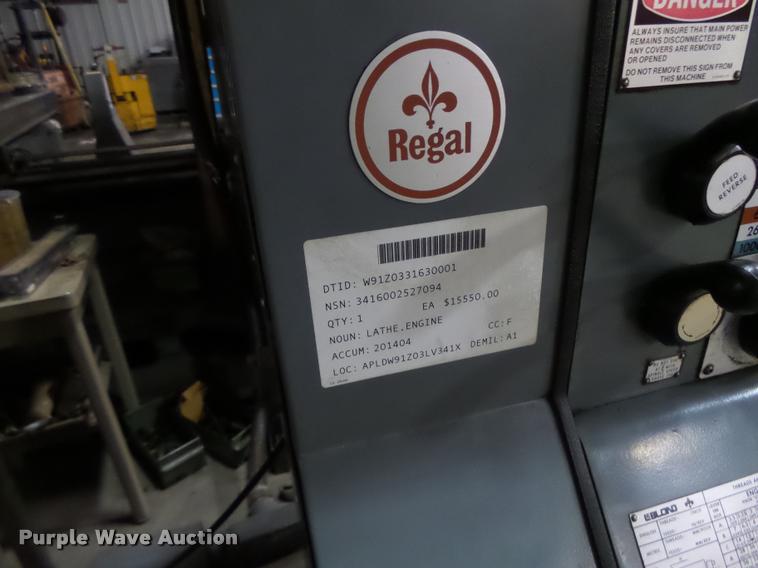 DANGER
ALWAYS INSURE THAT MAIN POWER
REMAINS DISCONNECTED WHEN
ANY COVERS ARE REMOVED
OR OPENED
DO NOT REMOVE THIS SIGN FROM
THIS MACHINE
Regal
FEED
REVERSE
DTID: W91Z0331630001
NSN: 3416002527094
QTY: 1 EA $15550.00
NOUN: LATHE,ENGINE CC: F
ACCUM: 201404
LOC: APLDW91Z03LV341X DEMIL: A1
LEBLOND
THREADS
Purple Wave Auction